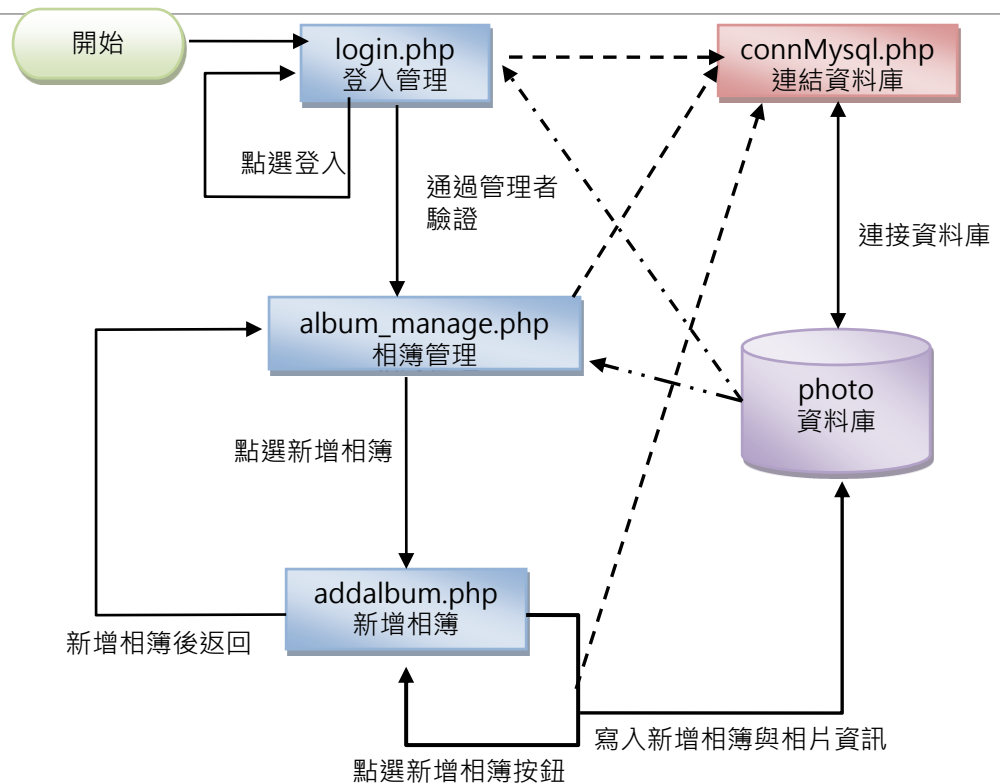 開始
login.php
登入管理
connMysql.php
連結資料庫
點選登入
通過管理者
驗證
連接資料庫
album_manage.php
相簿管理
photo
資料庫
點選新增相簿
addalbum.php
新增相簿
新增相簿後返回
寫入新增相簿與相片資訊
點選新增相簿按鈕